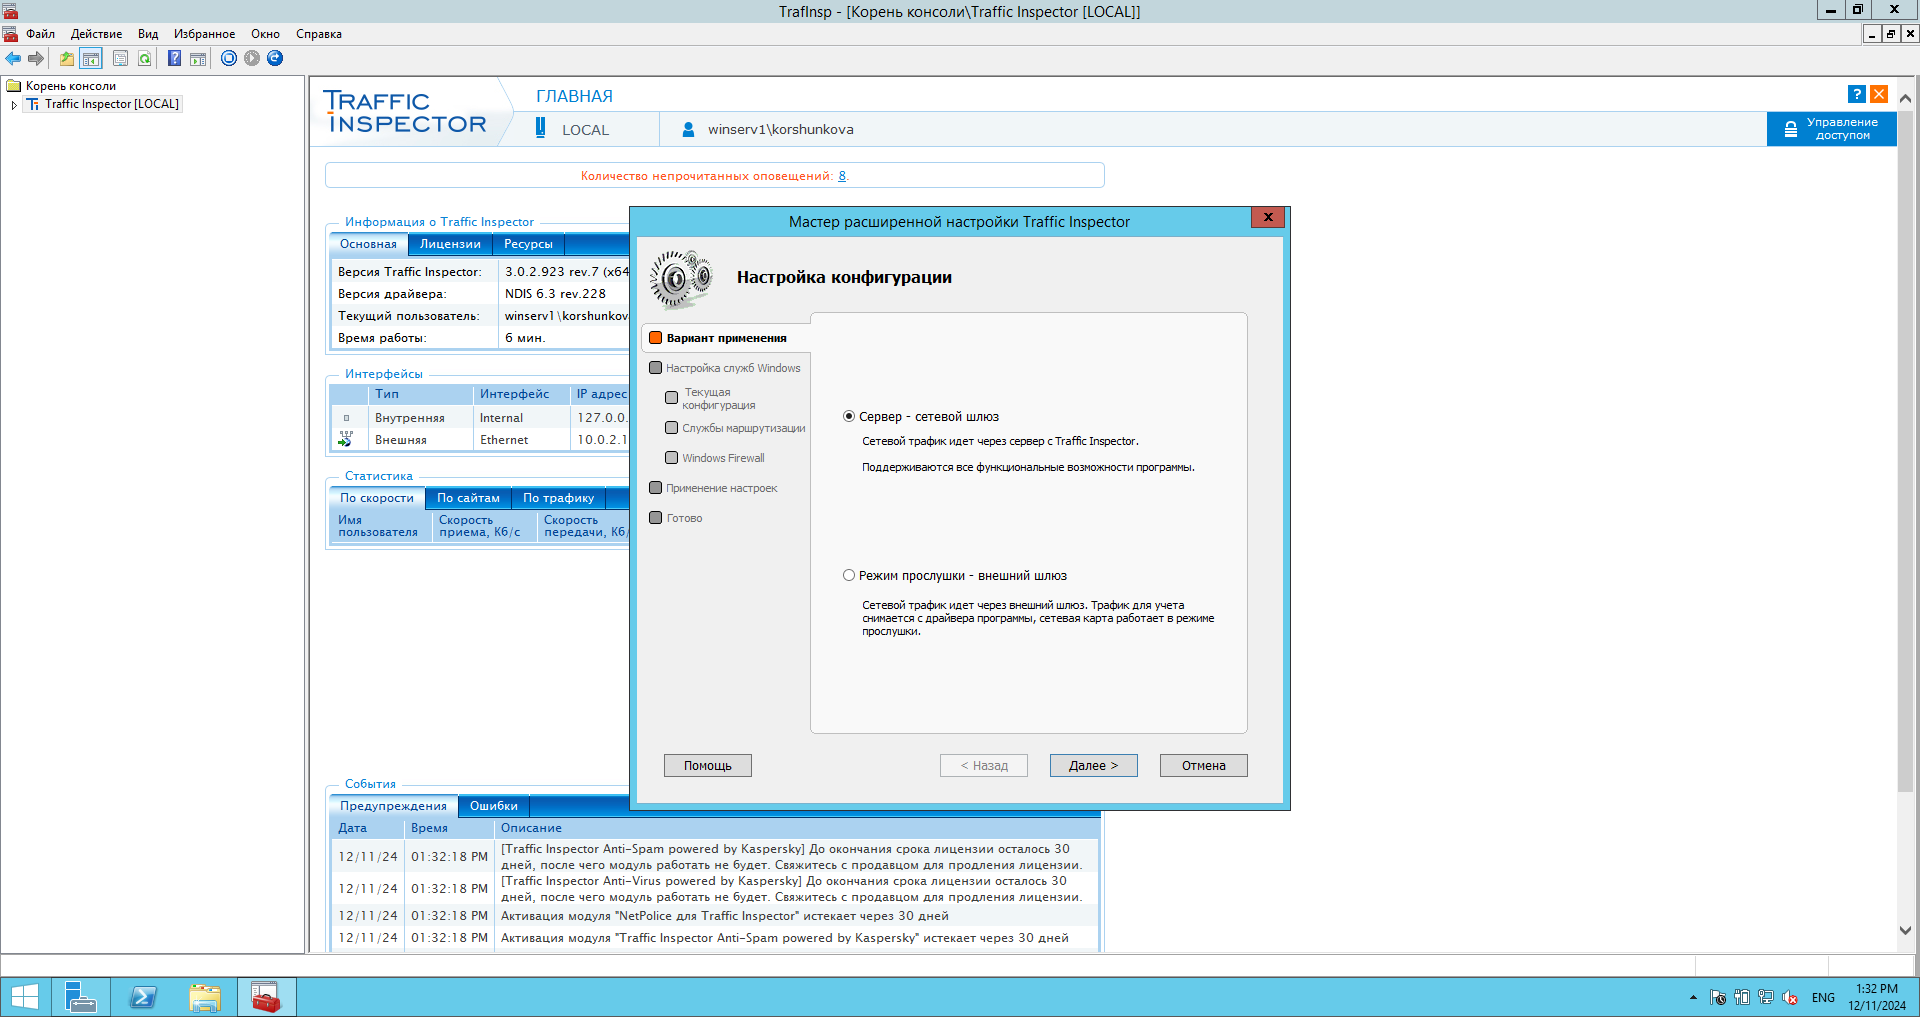 TrafInsp - [Корень консоли\Traffic Inspector [LOCAL]]
Файл Действие Вид Избранное Окно Справка
Корень консоли
Traffic Inspector [LOCAL]
TRAFFIC INSPECTOR
ГЛАВНАЯ
LOCAL
winserv1\korshunkova
Управление доступом
Количество непрочитанных оповещений: 8.
Информация о Traffic Inspector
Основная Лицензии Ресурсы
Версия Traffic Inspector: 3.0.2.923 rev.7 (x64
Версия драйвера: NDIS 6.3 rev.228
Текущий пользователь: winserv1\korshunkova
Время работы: 6 мин.
Интерфейсы
Тип Интерфейс IP адрес
Внутренняя Internal 127.0.0.
Внешняя Ethernet 10.0.2.1
Статистика
По скорости По сайтам По трафику
Имя пользователя Скорость приема, Кб/с Скорость передачи, Кб/
Мастер расширенной настройки Traffic Inspector
Настройка конфигурации
Вариант применения
Настройка служб Windows
Текущая конфигурация
Службы маршрутизации
Windows Firewall
Применение настроек
Готово
Сервер - сетевой шлюз
Сетевой трафик идет через сервер с Traffic Inspector.
Поддерживаются все функциональные возможности программы.
Режим прослушки - внешний шлюз
Сетевой трафик идет через внешний шлюз. Трафик для учета
снимается с драйвера программы, сетевая карта работает в режиме
прослушки.
Помощь < Назад Далее > Отмена
События
Предупреждения Ошибки
Дата Время Описание
12/11/24 01:32:18 PM [Traffic Inspector Anti-Spam powered by Kaspersky] До окончания срока лицензии осталось 30
дней, после чего модуль работать не будет. Свяжитесь с продавцом для продления лицензии.
12/11/24 01:32:18 PM [Traffic Inspector Anti-Virus powered by Kaspersky] До окончания срока лицензии осталось 30
дней, после чего модуль работать не будет. Свяжитесь с продавцом для продления лицензии.
12/11/24 01:32:18 PM Активация модуля "NetPolice для Traffic Inspector" истекает через 30 дней
12/11/24 01:32:18 PM Активация модуля "Traffic Inspector Anti-Spam powered by Kaspersky" истекает через 30 дней
ENG
1:32 PM
12/11/2024